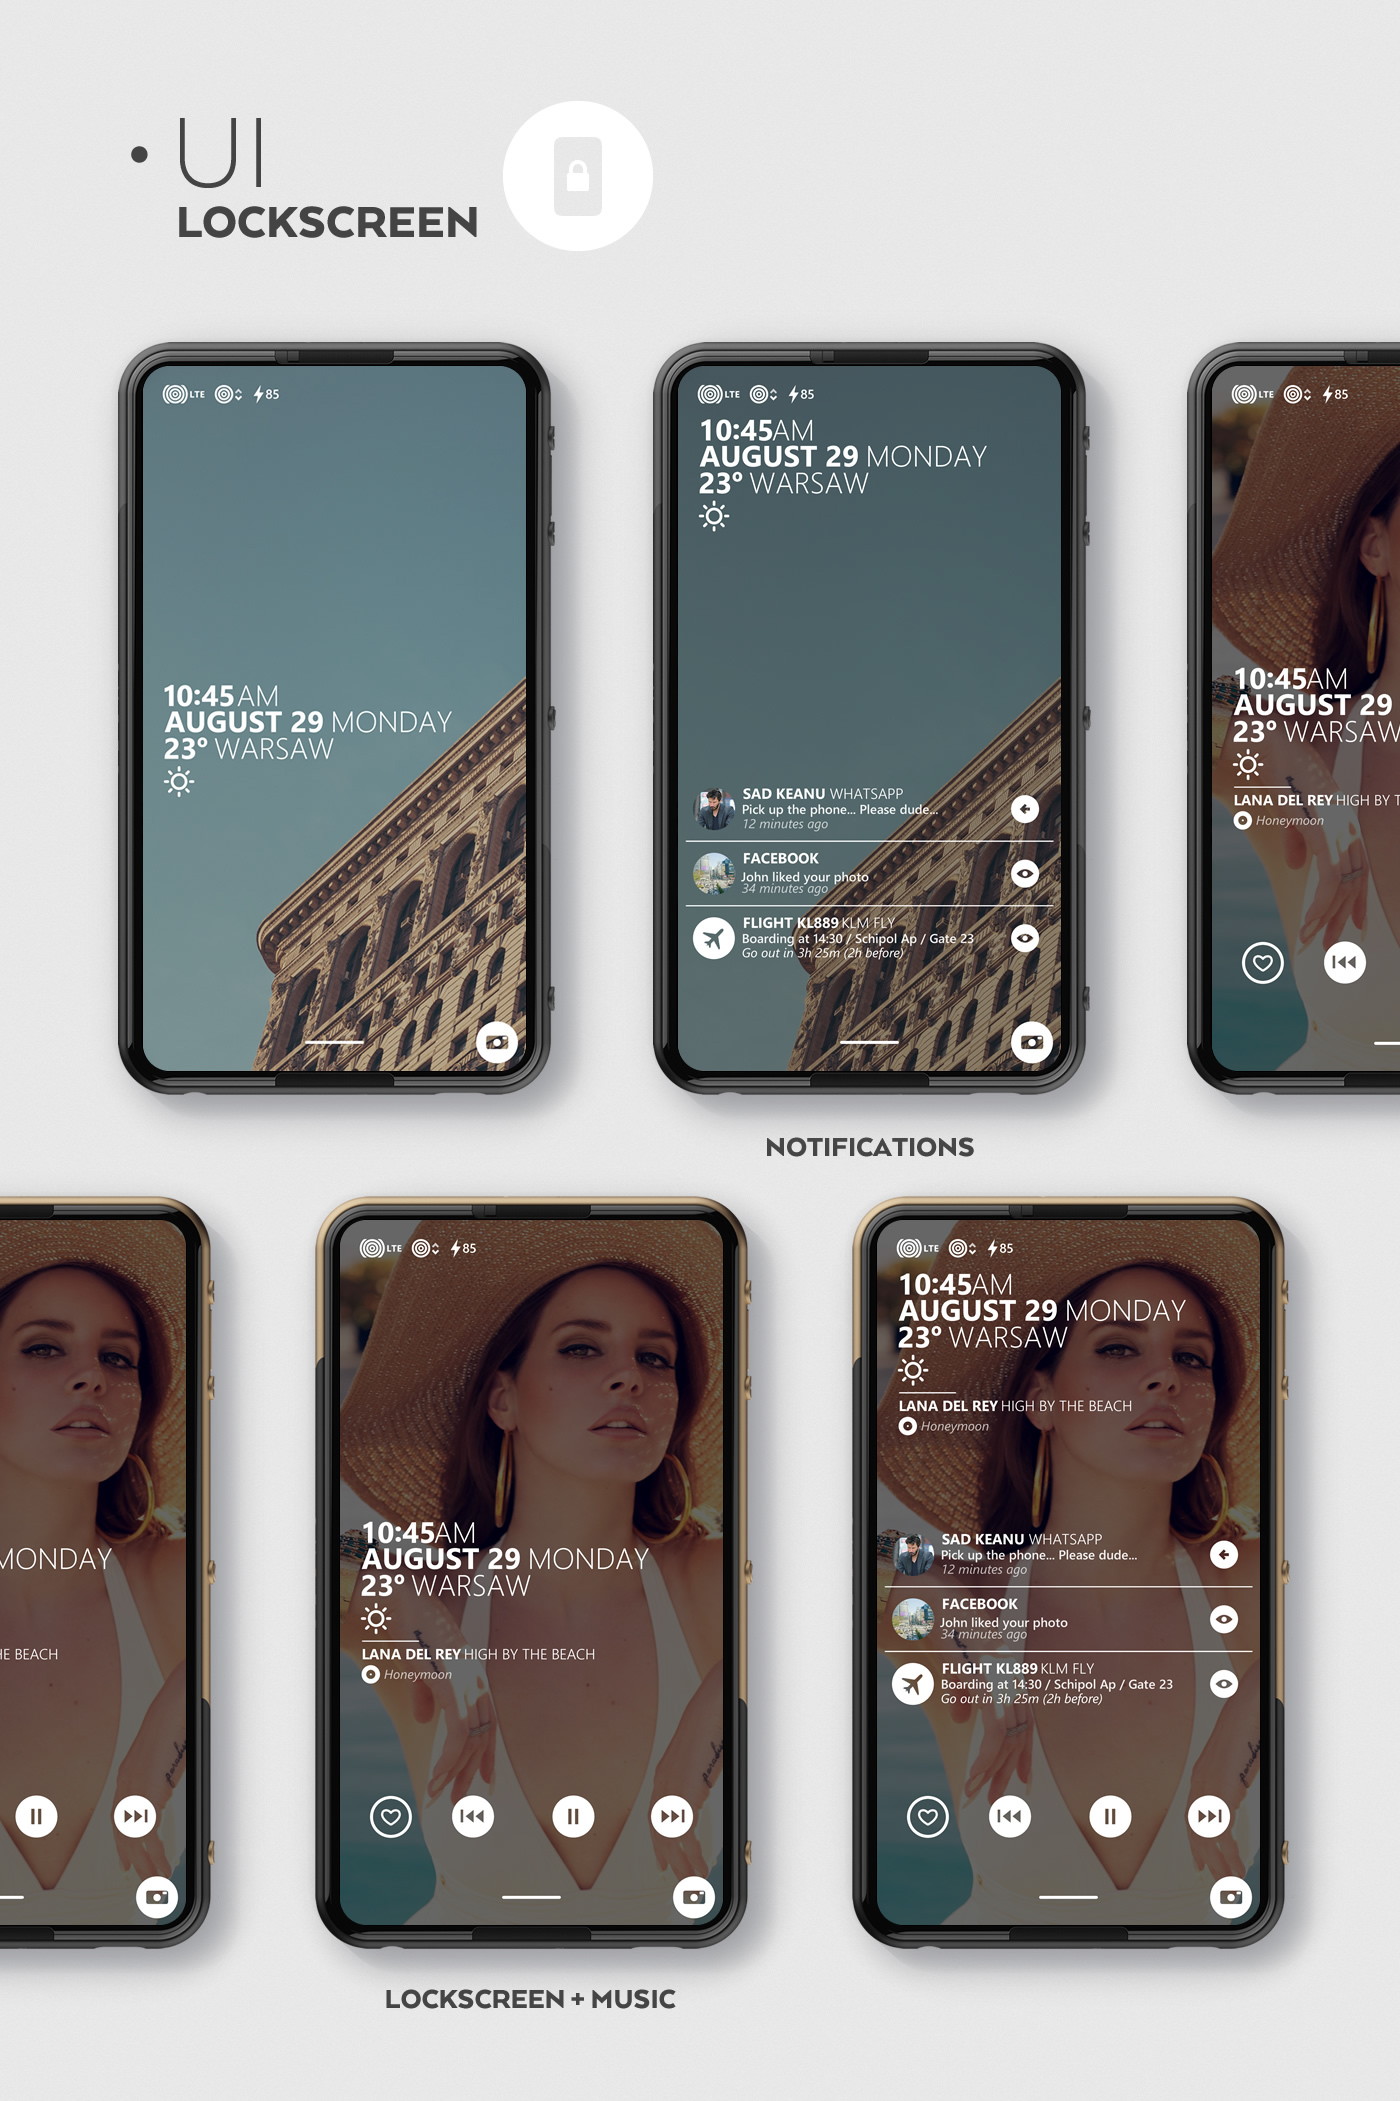 UI
LOCKSCREEN
LTE 85
10:45AM
AUGUST 29 MONDAY
23° WARSAW
LTE 85
10:45AM
AUGUST 29 MONDAY
23° WARSAW
SAD KEANU WHATSAPP
Pick up the phone... Please dude...
12 minutes ago
FACEBOOK
John liked your photo
34 minutes ago
FLIGHT KL889 KLM FLY
Boarding at 14:30 / Schipol Ap / Gate 23
Go out in 3h 25m (2h before)
LTE 85
10:45AM
AUGUST 29
23° WARSAW
LANA DEL REY HIGH BY T
Honeymoon
NOTIFICATIONS
MONDAY
HE BEACH
LTE 85
10:45AM
AUGUST 29 MONDAY
23° WARSAW
LANA DEL REY HIGH BY THE BEACH
Honeymoon
LTE 85
10:45AM
AUGUST 29 MONDAY
23° WARSAW
LANA DEL REY HIGH BY THE BEACH
Honeymoon
SAD KEANU WHATSAPP
Pick up the phone... Please dude...
12 minutes ago
FACEBOOK
John liked your photo
34 minutes ago
FLIGHT KL889 KLM FLY
Boarding at 14:30 / Schipol Ap / Gate 23
Go out in 3h 25m (2h before)
LOCKSCREEN + MUSIC